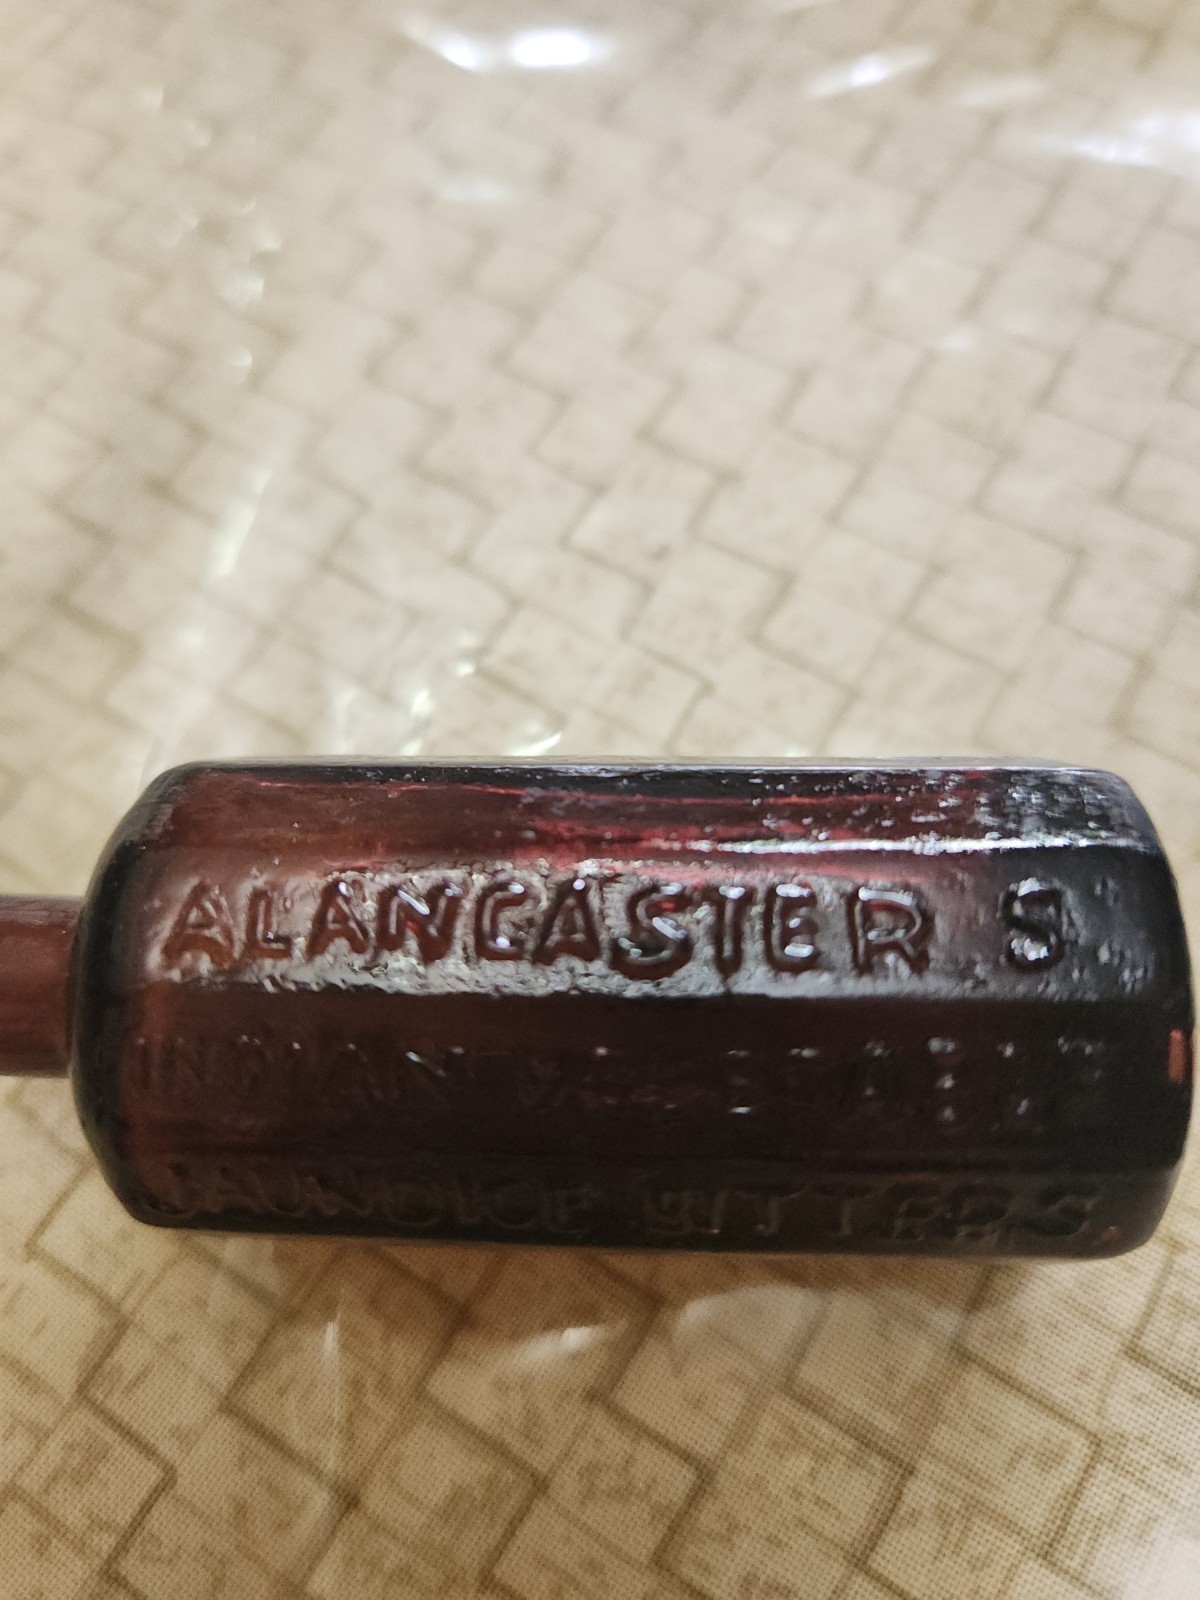 ALANCASTER S
INDIAN VEGETABLE
JAUNDICE BITTERS